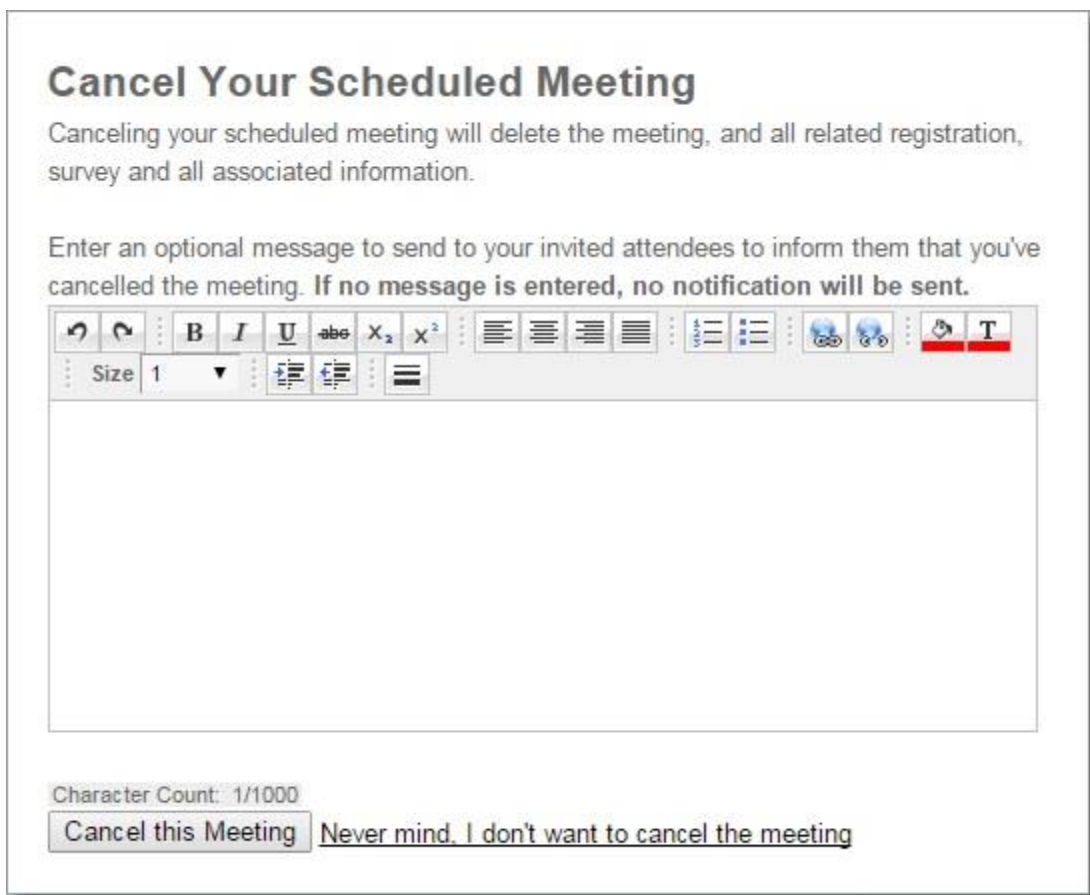 Cancel Your Scheduled Meeting
Canceling your scheduled meeting will delete the meeting, and all related registration,
survey and all associated information.
Enter an optional message to send to your invited attendees to inform them that you've
cancelled the meeting. If no message is entered, no notification will be sent.
B I U abc X₂ X² T
Size 1
Character Count: 1/1000
Cancel this Meeting Never mind, I don't want to cancel the meeting